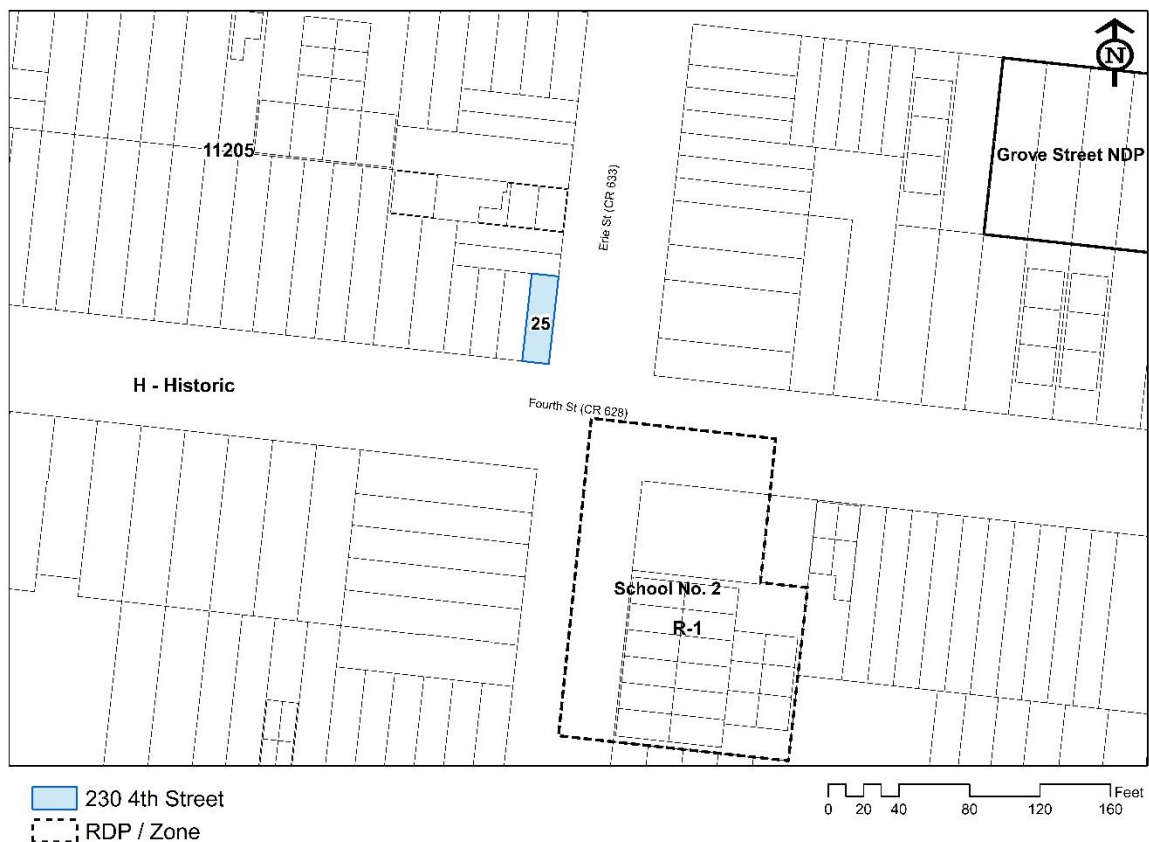 N
11205
Grove Street NDP
Erie St (CR 633)
25
H - Historic
Fourth St (CR 628)
School No. 2
R-1
230 4th Street
RDP / Zone
Feet
0 20 40 80 120 160